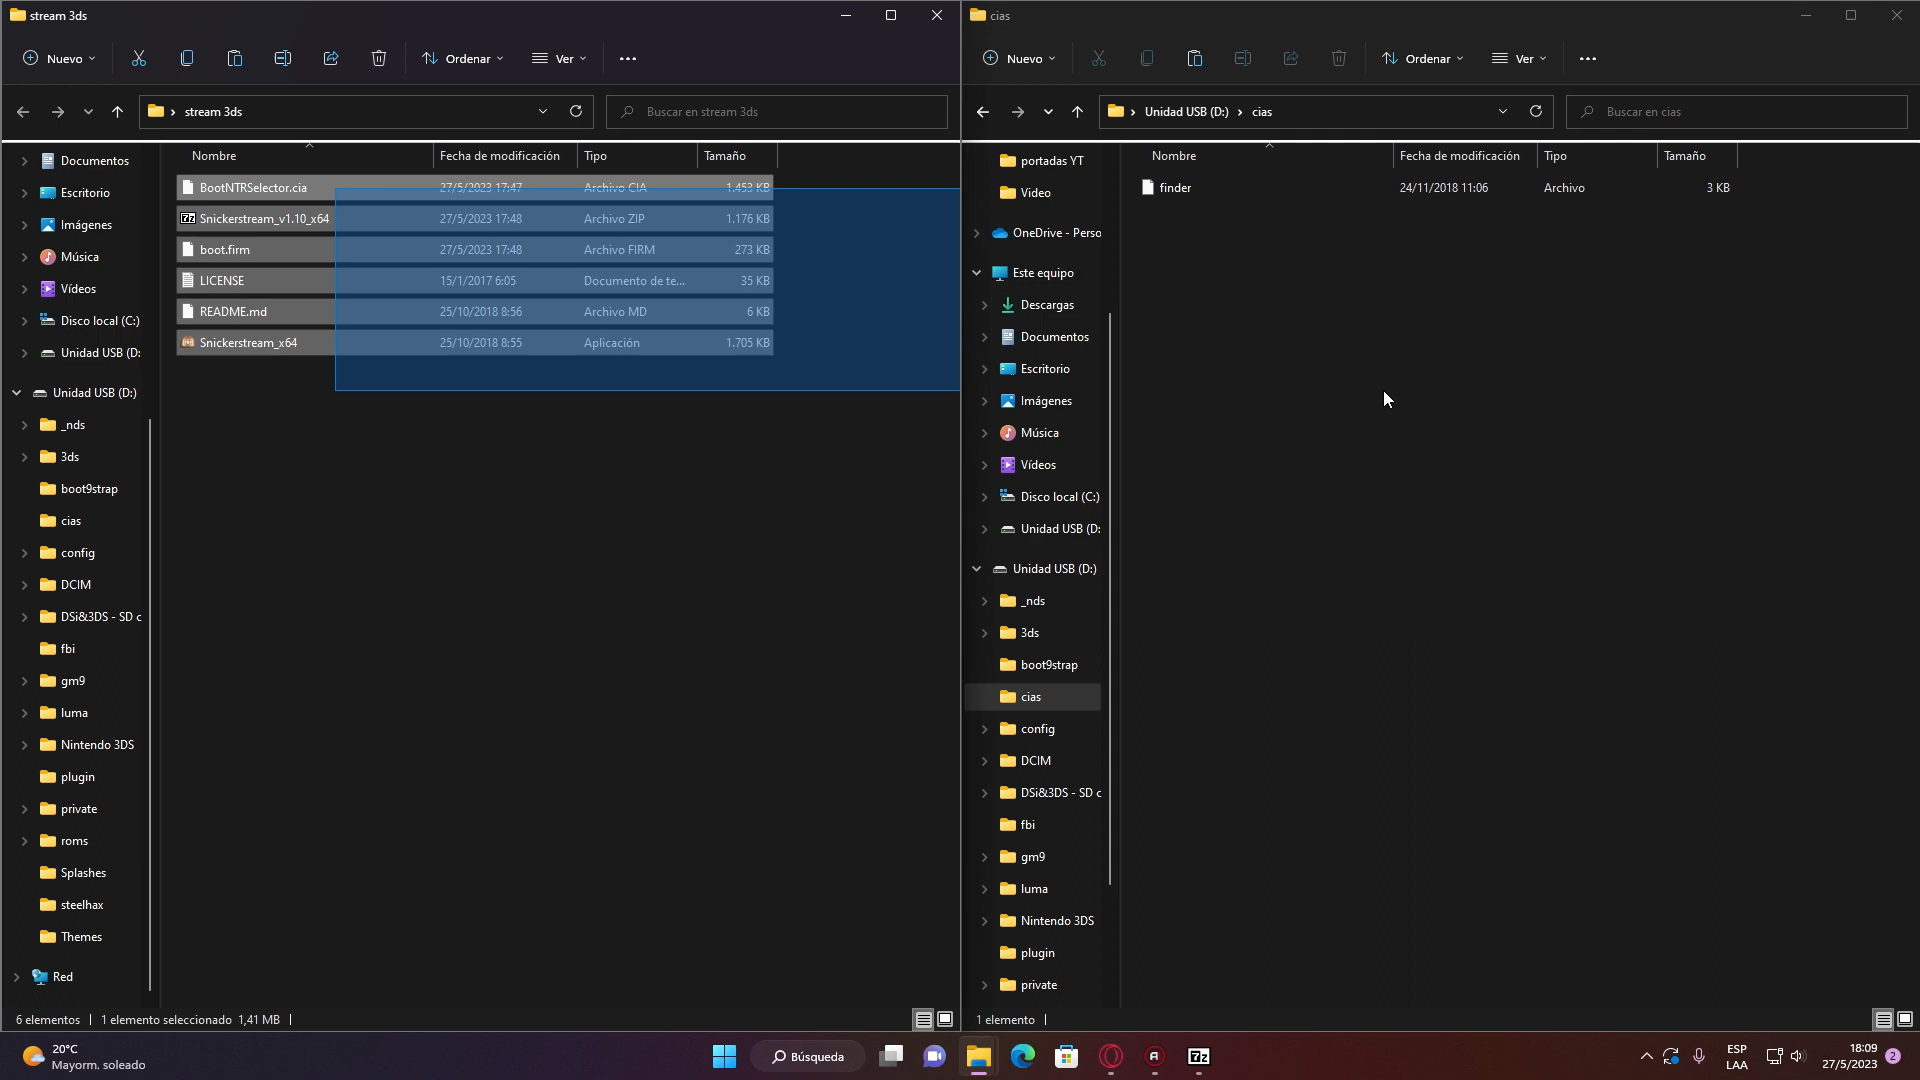 stream 3ds
Nuevo
Ordenar
Ver
stream 3ds
Buscar en stream 3ds
Documentos
Escritorio
Imágenes
Música
Vídeos
Disco local (C:)
Unidad USB (D:
Unidad USB (D:)
_nds
3ds
boot9strap
cias
config
DCIM
DSi&3DS - SD c
fbi
gm9
luma
Nintendo 3DS
plugin
private
roms
Splashes
steelhax
Themes
Red
Nombre Fecha de modificación Tipo Tamaño
BootNTRSelector.cia 27/5/2023 17:47 Archivo CIA 1.453 KB
Snickerstream_v1.10_x64 27/5/2023 17:48 Archivo ZIP 1.176 KB
boot.firm 27/5/2023 17:48 Archivo FIRM 273 KB
LICENSE 15/1/2017 6:05 Documento de te... 35 KB
README.md 25/10/2018 8:56 Archivo MD 6 KB
Snickerstream_x64 25/10/2018 8:55 Aplicación 1.705 KB
6 elementos 1 elemento seleccionado 1,41 MB
cias
Nuevo
Ordenar
Ver
Unidad USB (D:) cias
Buscar en cias
portadas YT
Video
OneDrive - Perso
Este equipo
Descargas
Documentos
Escritorio
Imágenes
Música
Vídeos
Disco local (C:)
Unidad USB (D:
Unidad USB (D:)
_nds
3ds
boot9strap
cias
config
DCIM
DSi&3DS - SD c
fbi
gm9
luma
Nintendo 3DS
plugin
private
Nombre Fecha de modificación Tipo Tamaño
finder 24/11/2018 11:06 Archivo 3 KB
1 elemento
20°C
Mayorm. soleado
Búsqueda
7z
ESP
LAA
18:09
27/5/2023
2